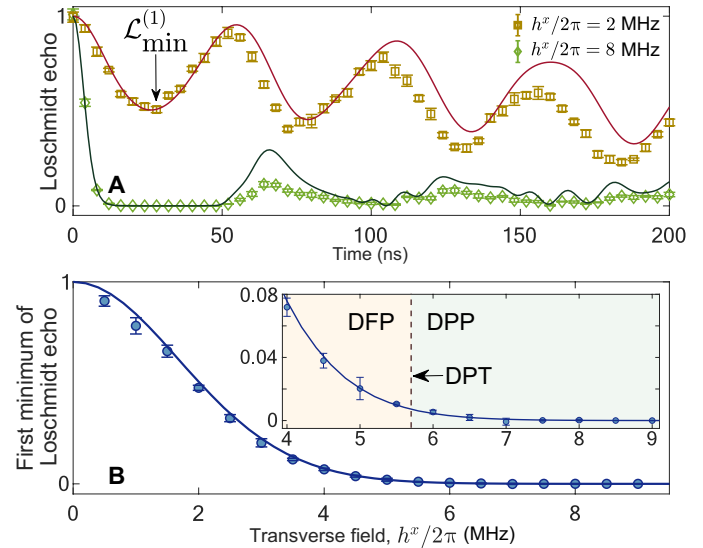 1
0
Loschmidt echo
𝓛_min^(1)
h^x/2π = 2 MHz
h^x/2π = 8 MHz
A
0 50 100 150 200
Time (ns)
1
0
First minimum of
Loschmidt echo
0.08
0.04
0
DFP DPP
DPT
4 5 6 7 8 9
B
0 2 4 6 8
Transverse field, h^x/2π (MHz)